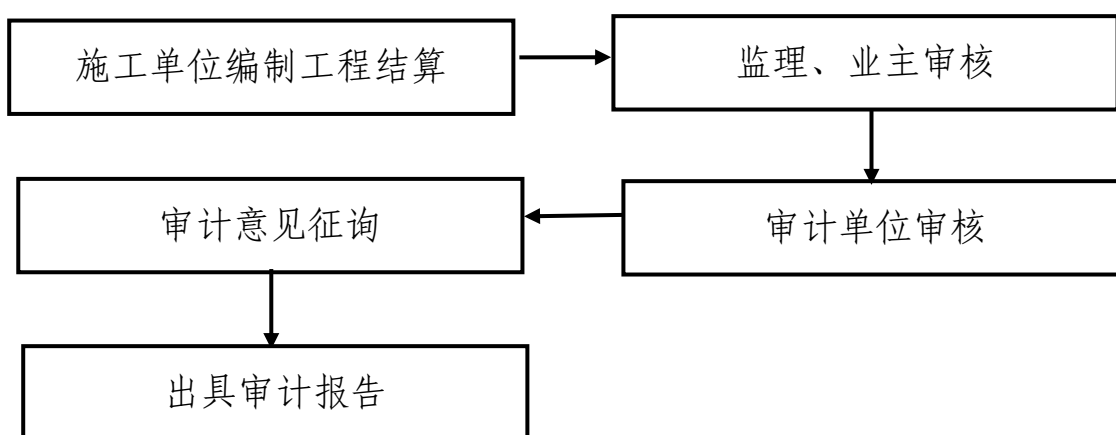 施工单位编制工程结算
监理、业主审核
审计单位审核
审计意见征询
出具审计报告